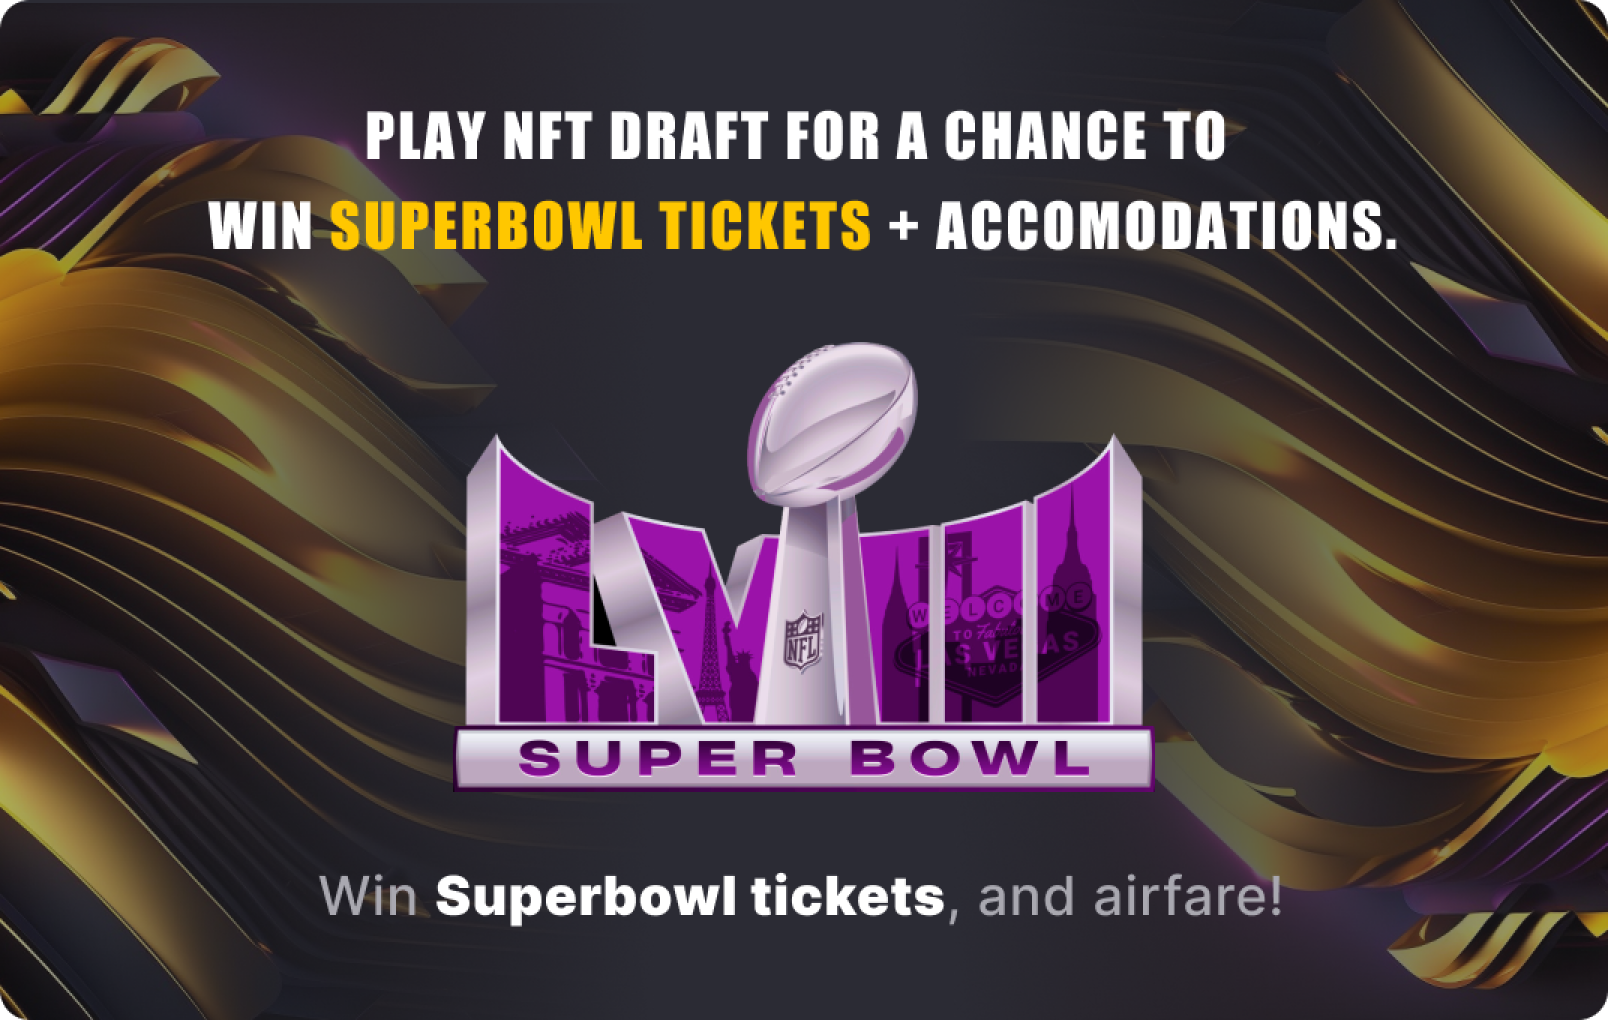 PLAY NFT DRAFT FOR A CHANCE TO
WIN SUPERBOWL TICKETS + ACCOMODATIONS.
LVIII
NFL
WELCOME
TO Fabulous
LAS VEGAS
NEVADA
SUPER BOWL
Win Superbowl tickets, and airfare!